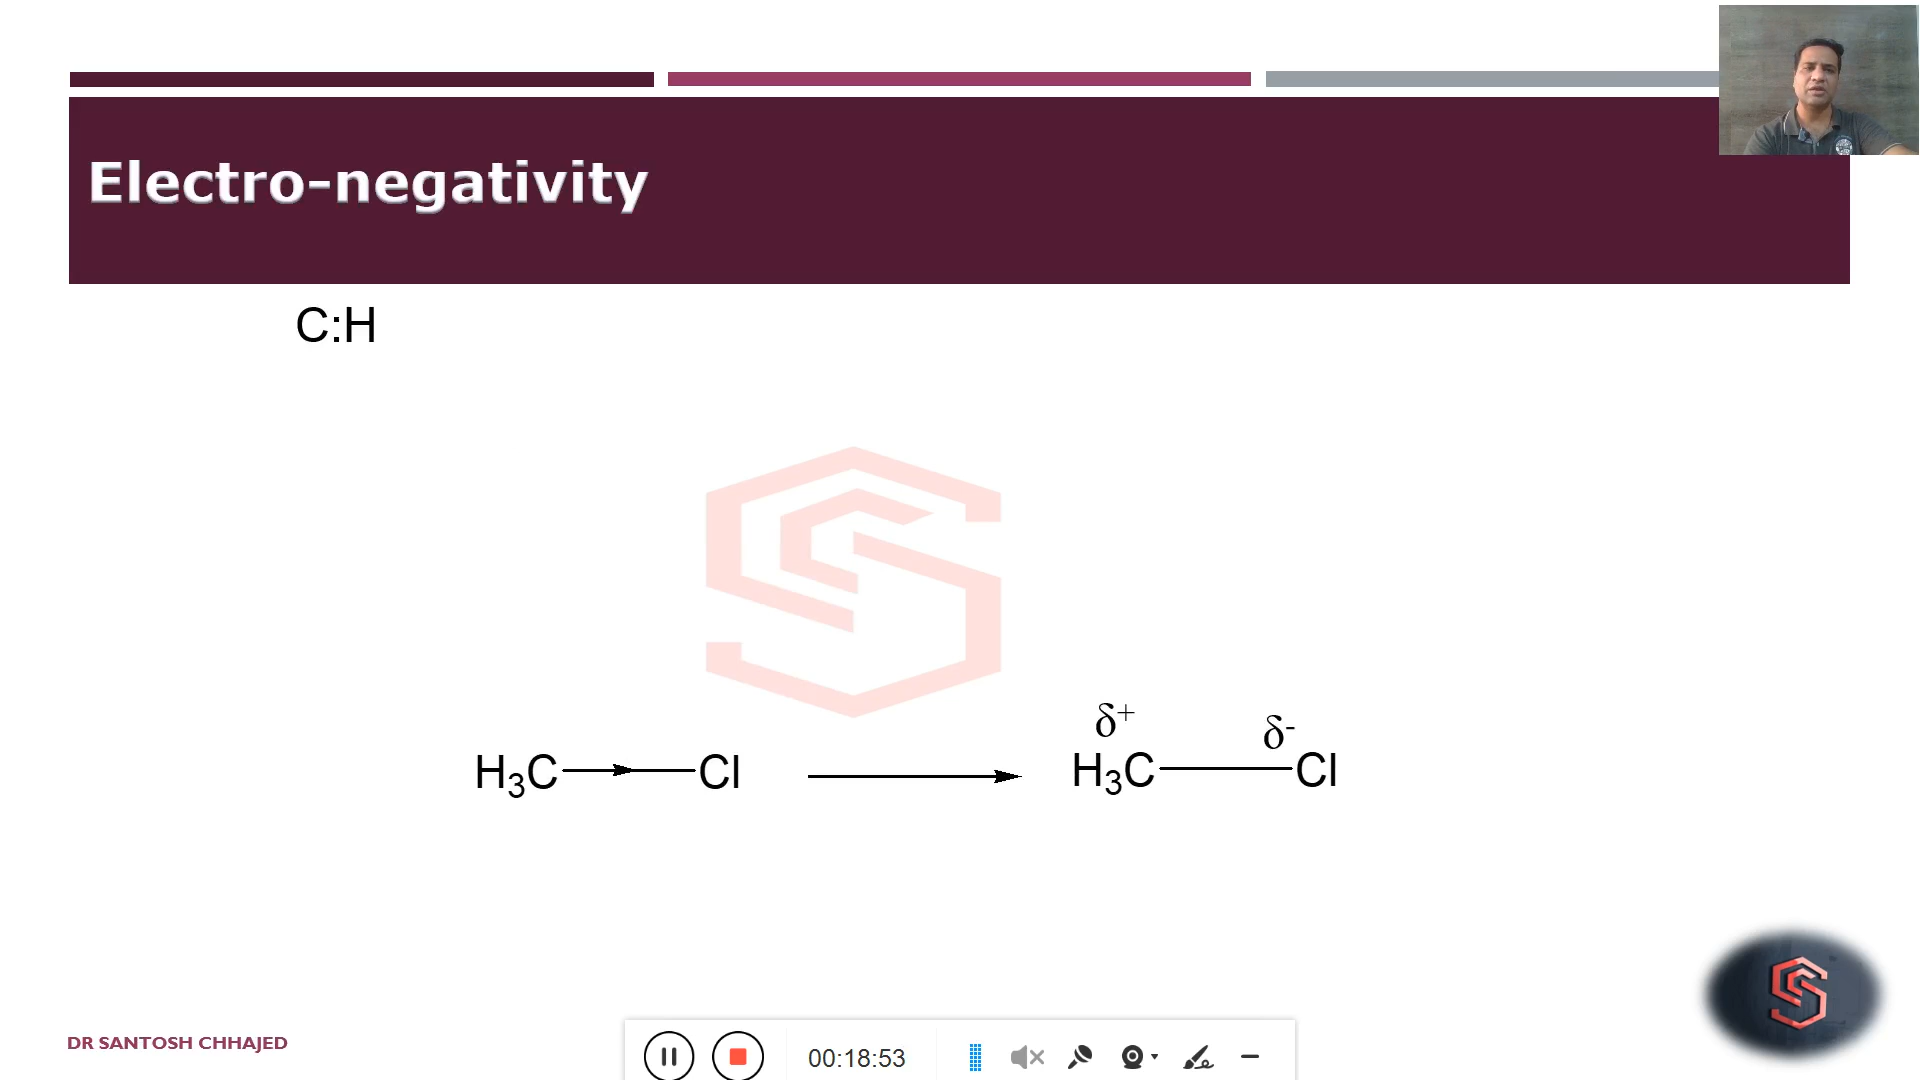 Electro-negativity
C:H
δ+ δ-
H3C Cl H3C Cl
DR SANTOSH CHHAJED
00:18:53